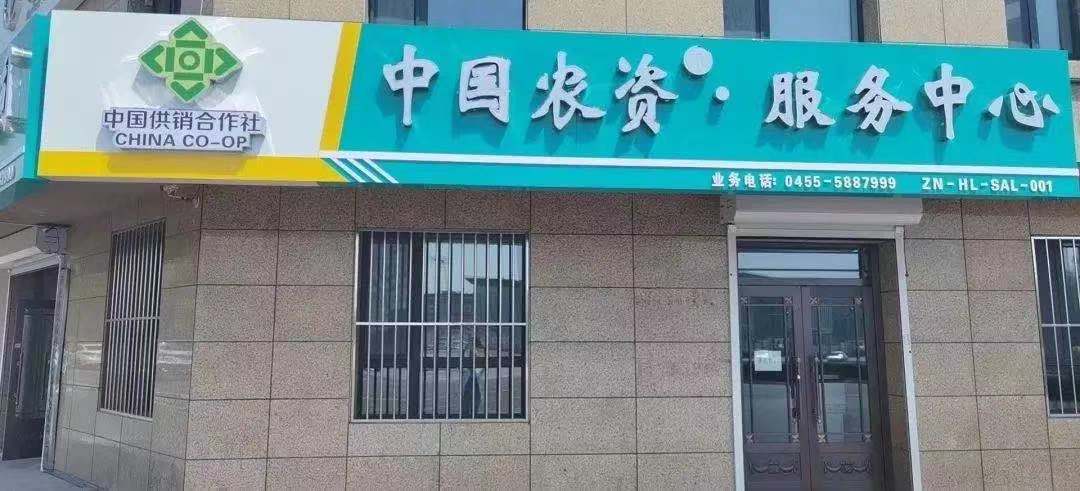 中国供销合作社
CHINA CO-OP
中国农资·服务中心
业务电话: 0455-5887999 ZN-HL-SAL-001